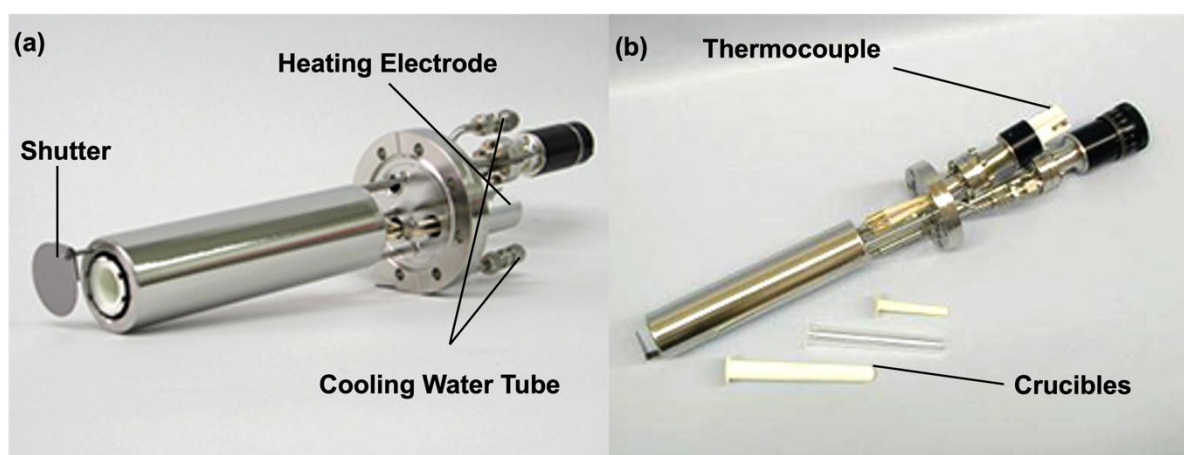 (a)
Heating Electrode
Shutter
Cooling Water Tube
(b)
Thermocouple
Crucibles